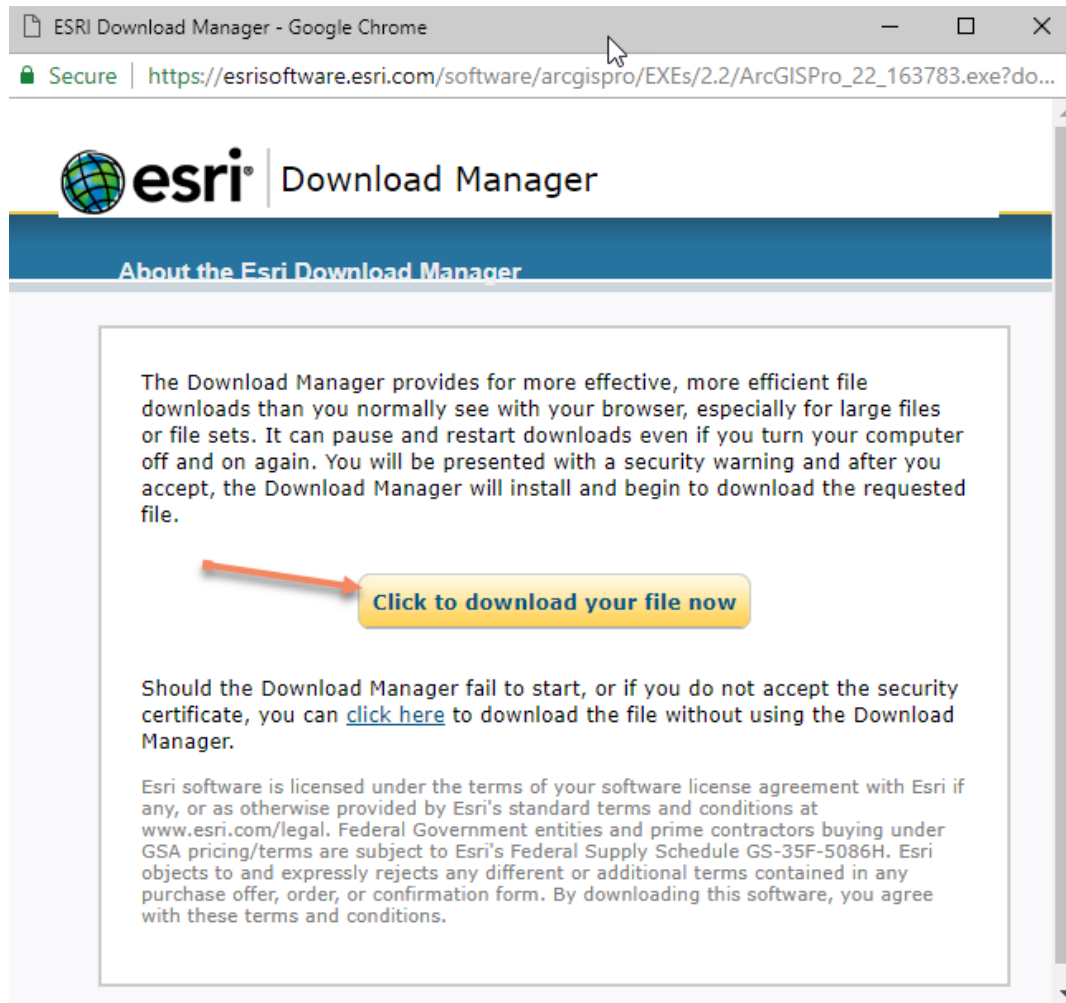 ESRI Download Manager - Google Chrome
Secure | https://esrisoftware.esri.com/software/arcgispro/EXEs/2.2/ArcGISPro_22_163783.exe?do...
esri® | Download Manager
About the Esri Download Manager
The Download Manager provides for more effective, more efficient file
downloads than you normally see with your browser, especially for large files
or file sets. It can pause and restart downloads even if you turn your computer
off and on again. You will be presented with a security warning and after you
accept, the Download Manager will install and begin to download the requested
file.
Click to download your file now
Should the Download Manager fail to start, or if you do not accept the security
certificate, you can click here to download the file without using the Download
Manager.
Esri software is licensed under the terms of your software license agreement with Esri if
any, or as otherwise provided by Esri's standard terms and conditions at
www.esri.com/legal. Federal Government entities and prime contractors buying under
GSA pricing/terms are subject to Esri's Federal Supply Schedule GS-35F-5086H. Esri
objects to and expressly rejects any different or additional terms contained in any
purchase offer, order, or confirmation form. By downloading this software, you agree
with these terms and conditions.